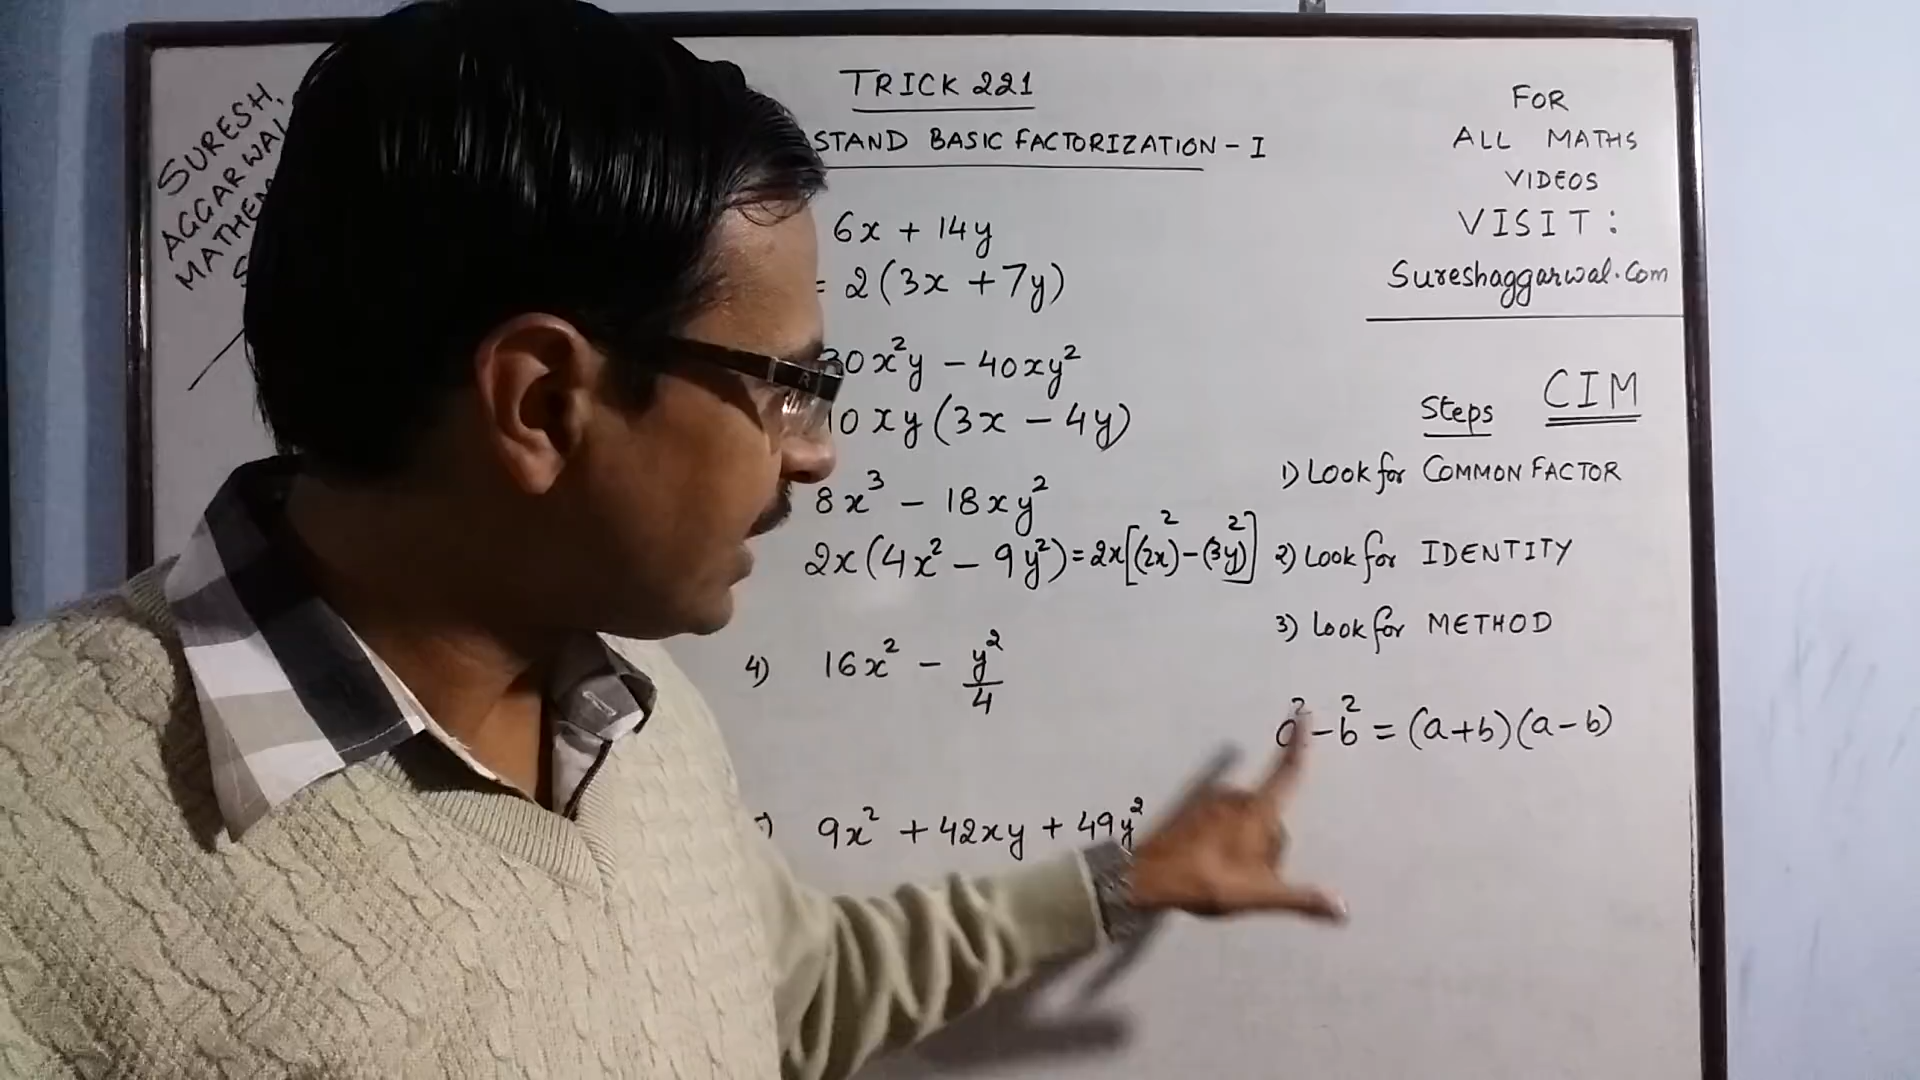 SURESH
AGGARWAL
TRICK 221
STAND BASIC FACTORIZATION - I
6x + 14y
= 2(3x + 7y)
30x²y - 40xy²
10xy(3x - 4y)
8x³ - 18xy²
2x(4x² - 9y²) = 2x[(2x)² - (3y)²]
4) 16x² - y²/4
9x² + 42xy + 49y²
FOR
ALL MATHS
VIDEOS
VISIT :
Sureshaggarwal.Com
Steps CIM
1) Look for COMMON FACTOR
2) Look for IDENTITY
3) Look for METHOD
a² - b² = (a+b)(a-b)